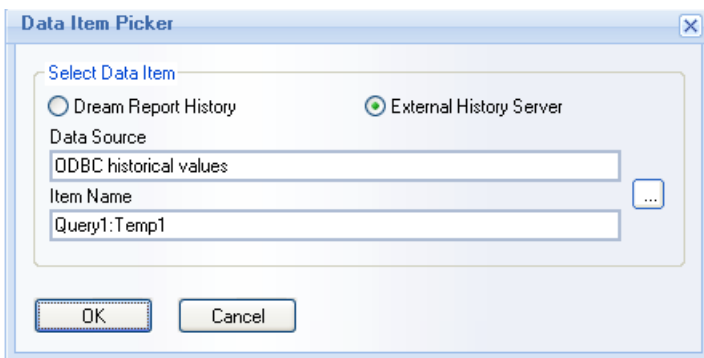 Data Item Picker
Select Data Item
Dream Report History External History Server
Data Source
ODBC historical values
Item Name
...
Query1:Temp1
OK Cancel